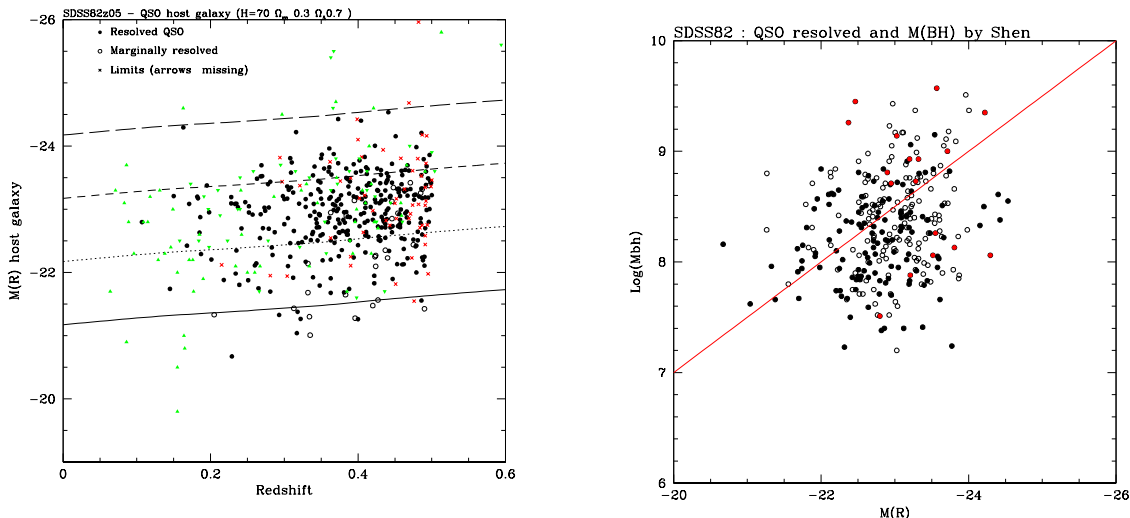 SDSS82z05 - QSO host galaxy (H=70 Ωm 0.3 ΩΛ0.7 )
Resolved QSO
Marginally resolved
Limits (arrows missing)
-26
-24
-22
-20
M(R) host galaxy
0
0.2
0.4
0.6
Redshift
SDSS82 : QSO resolved and M(BH) by Shen
10
9
8
7
6
Log(Mbh)
-20
-22
-24
-26
M(R)